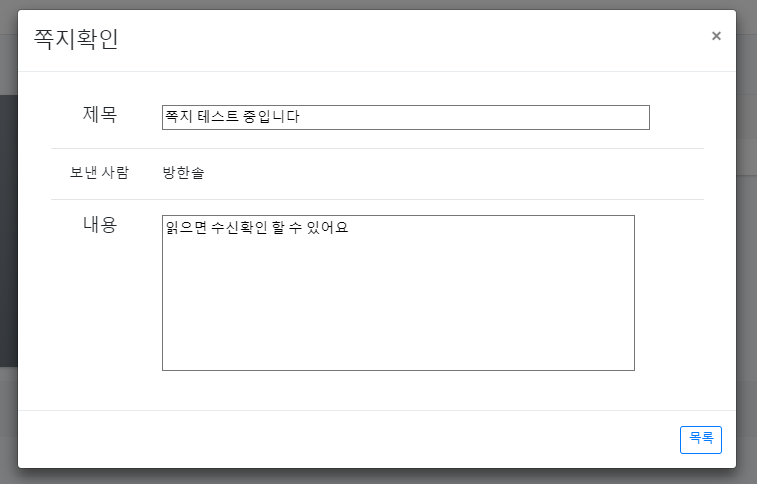 쪽지확인
×
제목
쪽지 테스트 중입니다
보낸 사람
방한솔
내용
읽으면 수신확인 할 수 있어요
목록